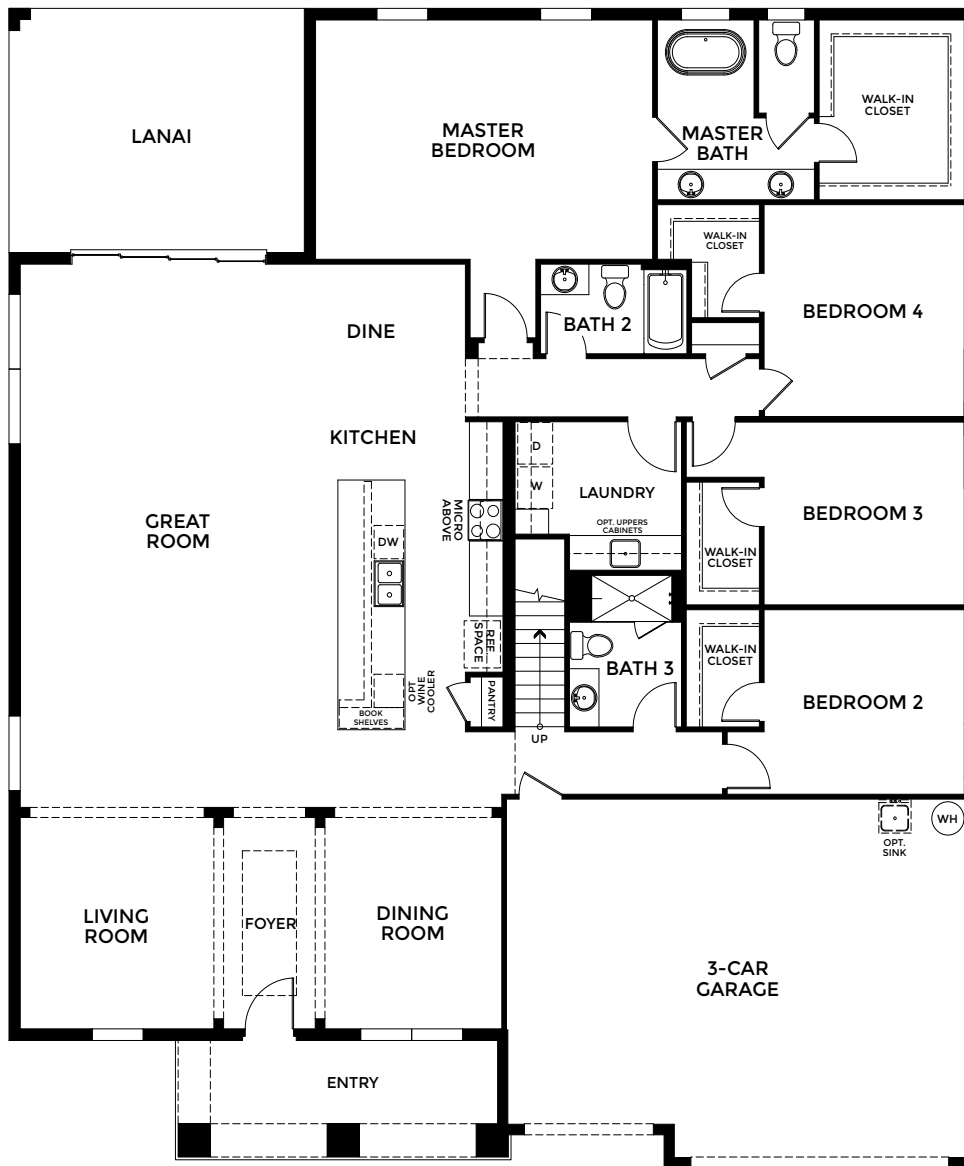 LANAI
MASTER
BEDROOM
MASTER
BATH
WALK-IN
CLOSET
WALK-IN
CLOSET
BEDROOM 4
DINE
BATH 2
KITCHEN
D
W
LAUNDRY
OPT. UPPERS
CABINETS
MICRO
ABOVE
GREAT
ROOM
DW
BEDROOM 3
WALK-IN
CLOSET
REF.
SPACE
BATH 3
WALK-IN
CLOSET
BEDROOM 2
OPT
WINE
COOLER
PANTRY
BOOK
SHELVES
UP
OPT.
SINK
WH
LIVING
ROOM
FOYER
DINING
ROOM
3-CAR
GARAGE
ENTRY